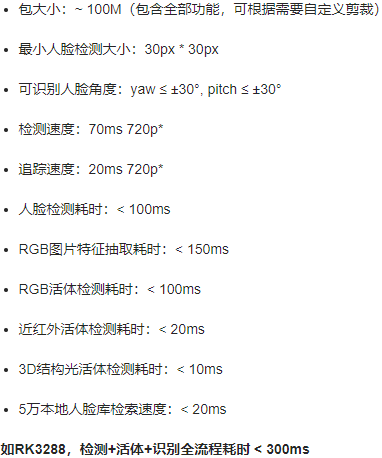 包大小：~ 100M（包含全部功能，可根据需要自定义剪裁）
最小人脸检测大小：30px * 30px
可识别人脸角度：yaw ≤ ±30°, pitch ≤ ±30°
检测速度：70ms 720p*
追踪速度：20ms 720p*
人脸检测耗时：< 100ms
RGB图片特征抽取耗时：< 150ms
RGB活体检测耗时：< 100ms
近红外活体检测耗时：< 20ms
3D结构光活体检测耗时：< 10ms
5万本地人脸库检索速度：< 20ms
如RK3288，检测+活体+识别全流程耗时 < 300ms